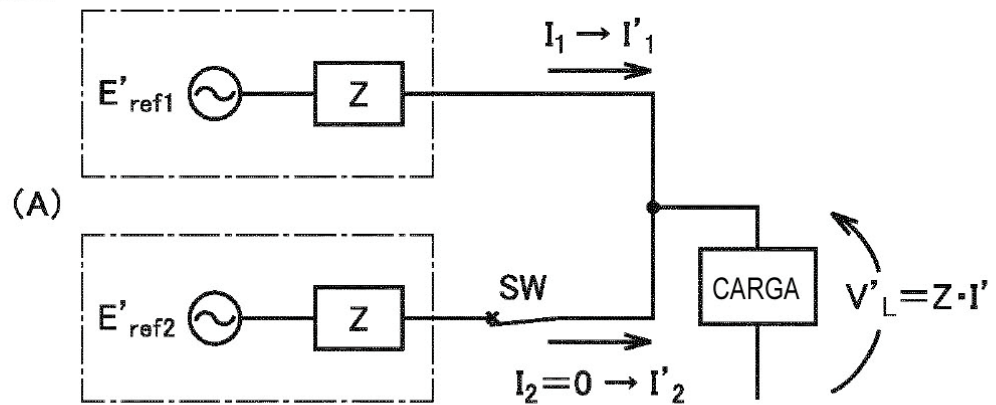 I₁ → I'₁
E'ref1
Z
(A)
E'ref2
Z
SW
CARGA
V'L=Z·I'
I₂=0 → I'₂